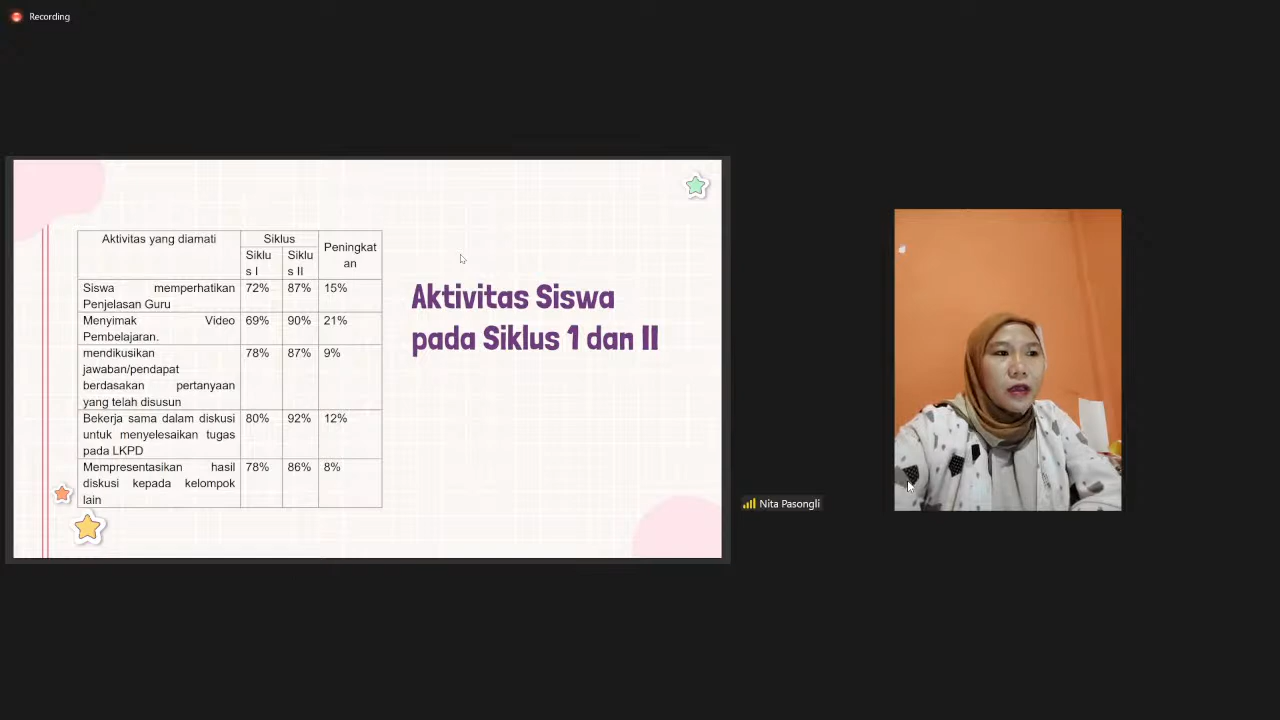 Recording
Aktivitas yang diamati
Siklus
Peningkat
an
Siklu
s I
Siklu
s II
Siswa memperhatikan
Penjelasan Guru
72%
87%
15%
Menyimak Video
Pembelajaran.
69%
90%
21%
mendikusikan
jawaban/pendapat
berdasakan pertanyaan
yang telah disusun
78%
87%
9%
Bekerja sama dalam diskusi
untuk menyelesaikan tugas
pada LKPD
80%
92%
12%
Mempresentasikan hasil
diskusi kepada kelompok
lain
78%
86%
8%
Aktivitas Siswa
pada Siklus 1 dan II
Nita Pasongli